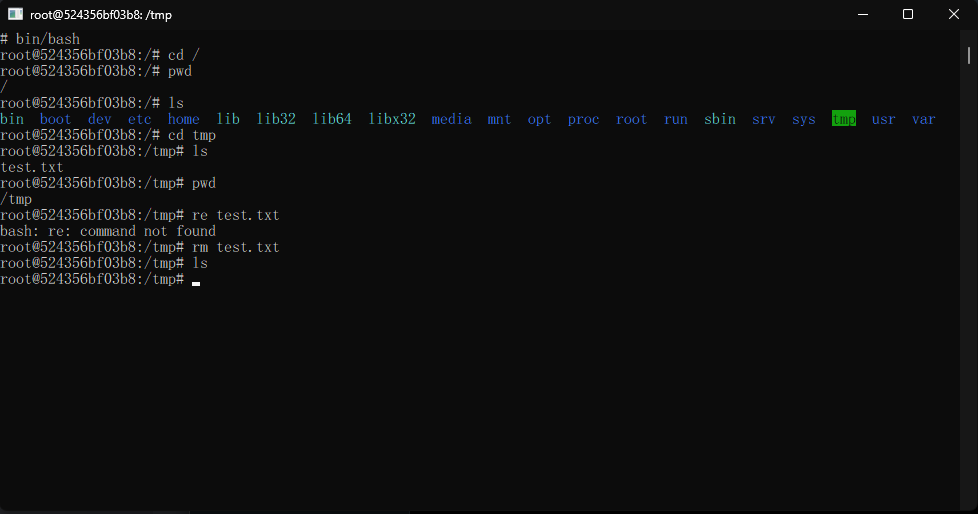 root@524356bf03b8: /tmp
# bin/bash
root@524356bf03b8:/# cd /
root@524356bf03b8:/# pwd
/
root@524356bf03b8:/# ls
bin  boot  dev  etc  home  lib  lib32  lib64  libx32  media  mnt  opt  proc  root  run  sbin  srv  sys  tmp  usr  var
root@524356bf03b8:/# cd tmp
root@524356bf03b8:/tmp# ls
test.txt
root@524356bf03b8:/tmp# pwd
/tmp
root@524356bf03b8:/tmp# re test.txt
bash: re: command not found
root@524356bf03b8:/tmp# rm test.txt
root@524356bf03b8:/tmp# ls
root@524356bf03b8:/tmp#